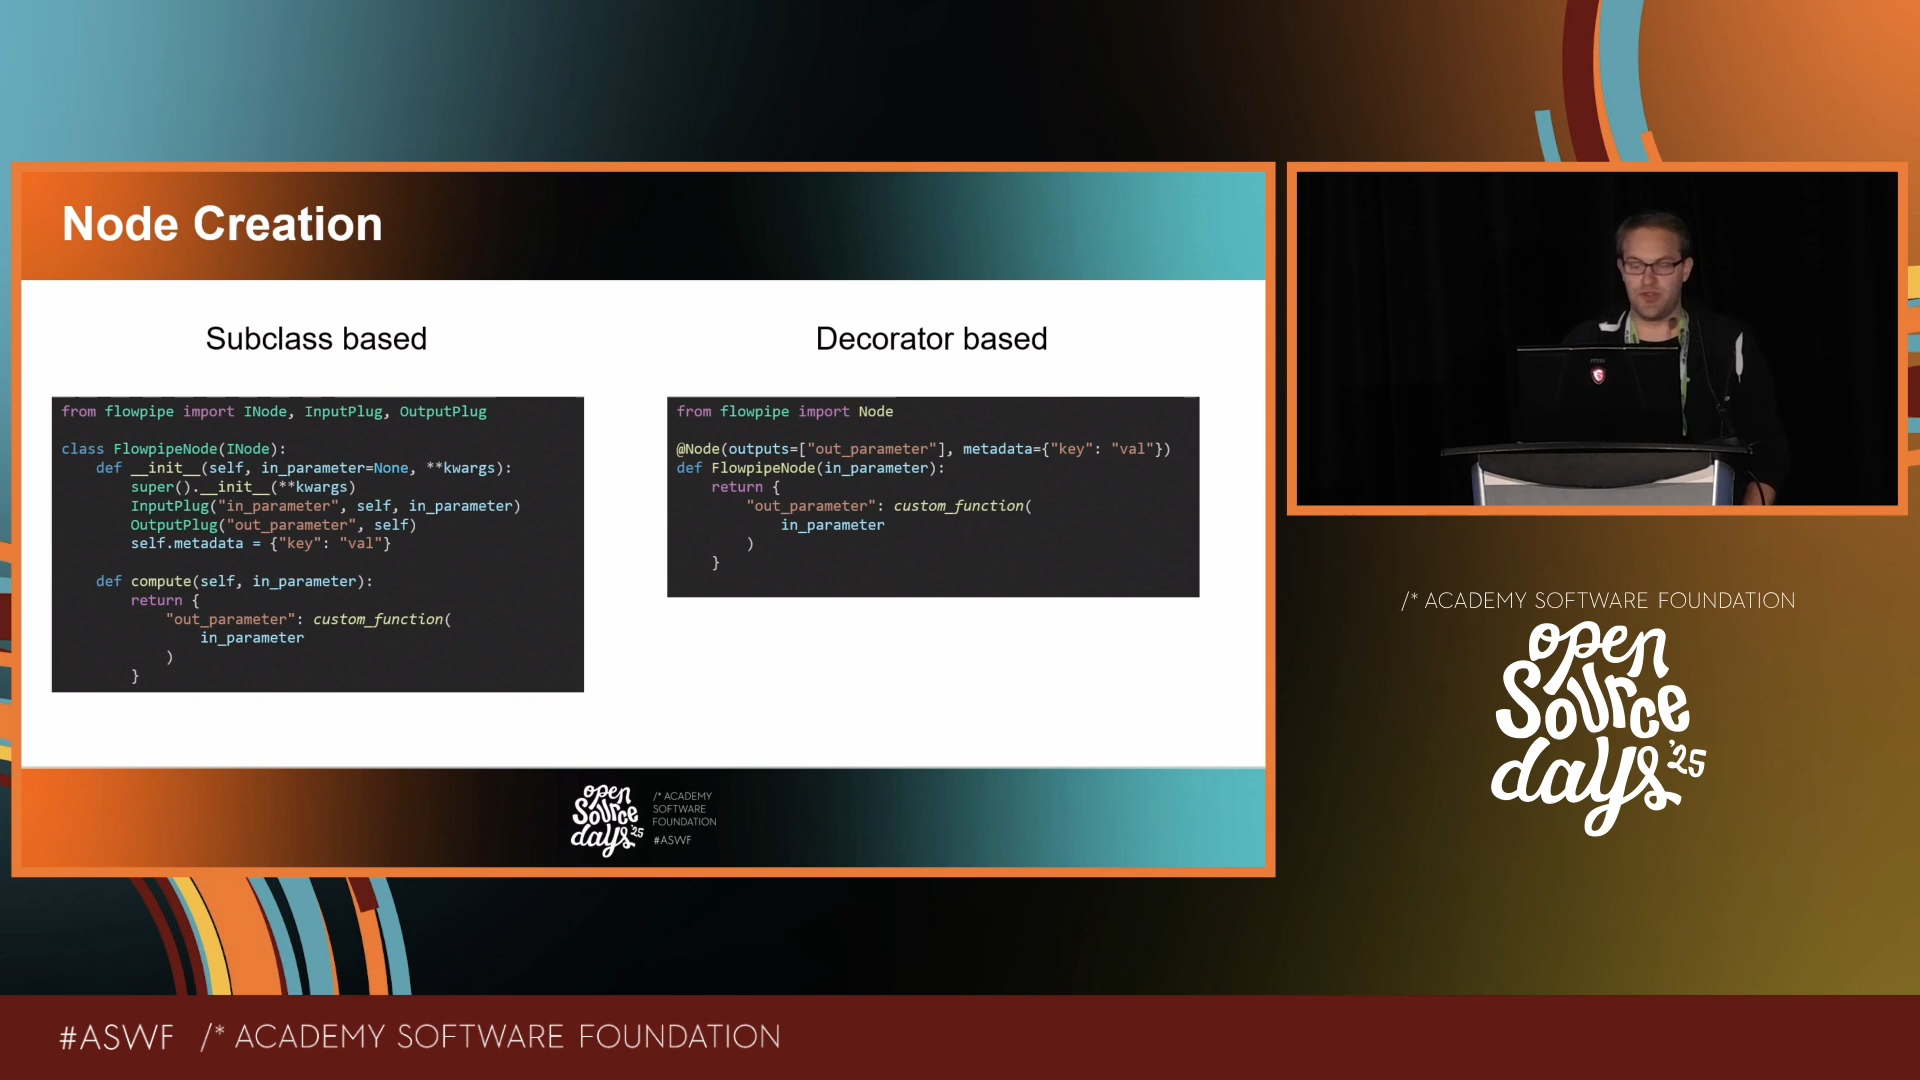 Node Creation
Subclass based
from flowpipe import INode, InputPlug, OutputPlug
class FlowpipeNode(INode):
    def __init__(self, in_parameter=None, **kwargs):
        super().__init__(**kwargs)
        InputPlug("in_parameter", self, in_parameter)
        OutputPlug("out_parameter", self)
        self.metadata = {"key": "val"}
    def compute(self, in_parameter):
        return {
            "out_parameter": custom_function(
                in_parameter
            )
        }
Decorator based
from flowpipe import Node
@Node(outputs=["out_parameter"], metadata={"key": "val"})
def FlowpipeNode(in_parameter):
    return {
        "out_parameter": custom_function(
            in_parameter
        )
    }
open
Source
days '25
/* ACADEMY
SOFTWARE
FOUNDATION
#ASWF
/* ACADEMY SOFTWARE FOUNDATION
open
Source
days '25
#ASWF /* ACADEMY SOFTWARE FOUNDATION